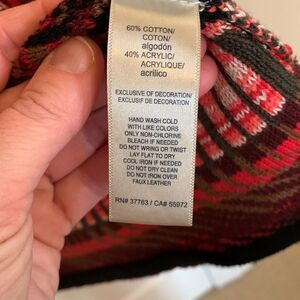 60% COTTON/
COTON/
algodón
40% ACRYLIC/
ACRYLIQUE/
acrílico
EXCLUSIVE OF DECORATION/
EXCLUSIF DE DECORATION/
HAND WASH COLD
WITH LIKE COLORS
ONLY NON-CHLORINE
BLEACH IF NEEDED
DO NOT WRING OR TWIST
LAY FLAT TO DRY
COOL IRON IF NEEDED
DO NOT DRY CLEAN
DO NOT IRON OVER
FAUX LEATHER
RN# 37763 / CA# 55972